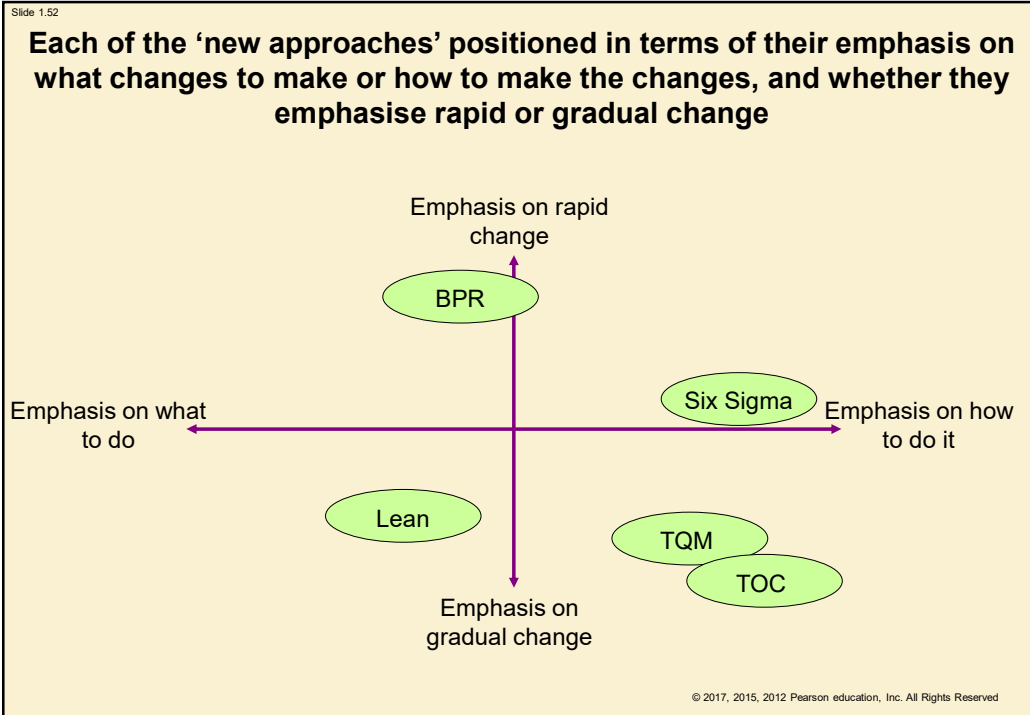 Slide 1.52
Each of the ‘new approaches’ positioned in terms of their emphasis on
what changes to make or how to make the changes, and whether they
emphasise rapid or gradual change
Emphasis on rapid
change
BPR
Six Sigma
Emphasis on what
to do
Emphasis on how
to do it
Lean
TQM
TOC
Emphasis on
gradual change
© 2017, 2015, 2012 Pearson education, Inc. All Rights Reserved